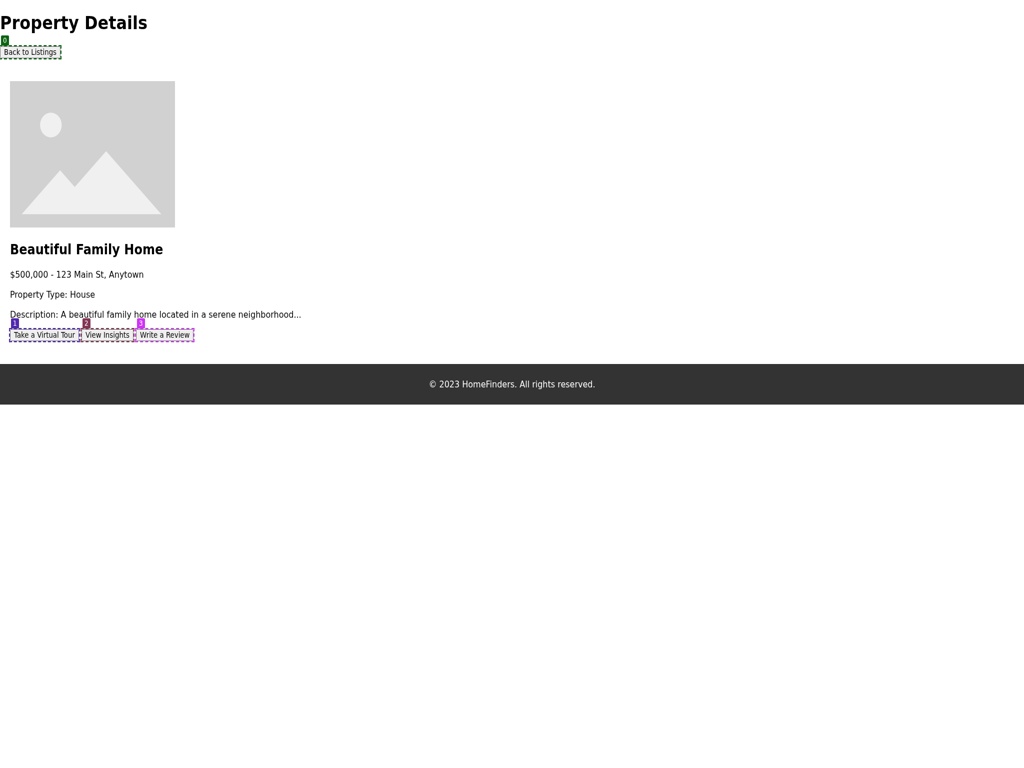 Property Details
0
Back to Listings
Beautiful Family Home
$500,000 - 123 Main St, Anytown
Property Type: House
Description: A beautiful family home located in a serene neighborhood...
1 2 3
Take a Virtual Tour View Insights Write a Review
© 2023 HomeFinders. All rights reserved.